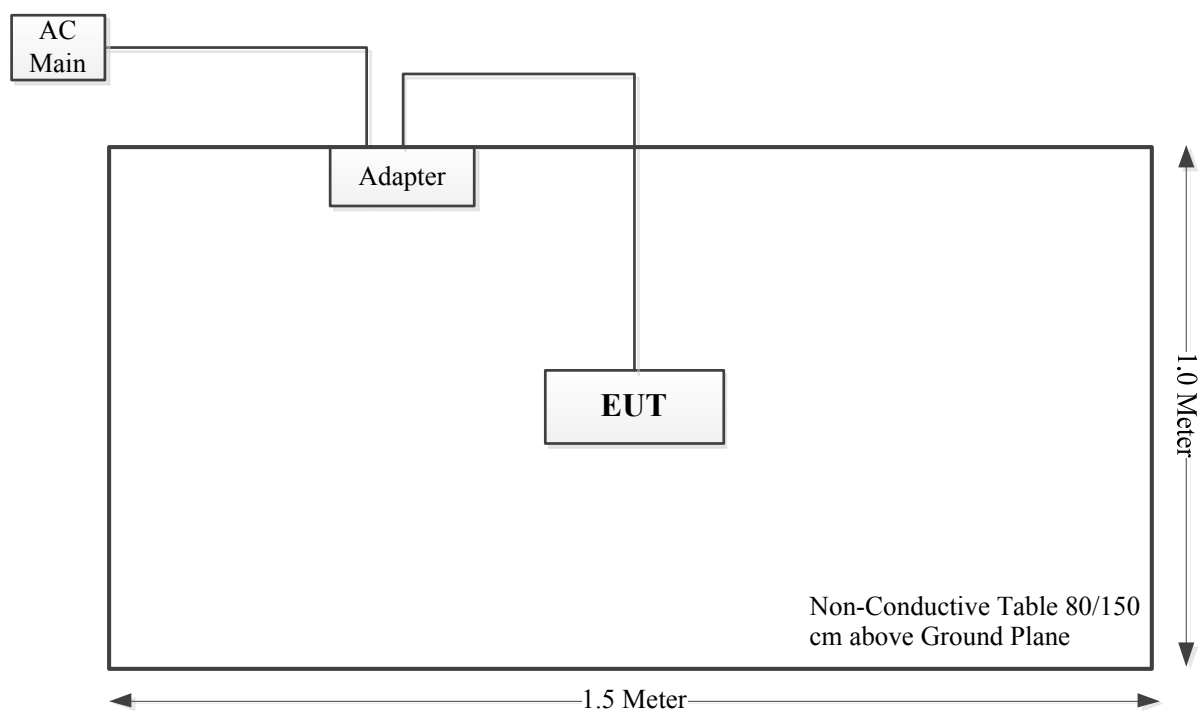 AC
Main
Adapter
EUT
1.0 Meter
Non-Conductive Table 80/150
cm above Ground Plane
1.5 Meter